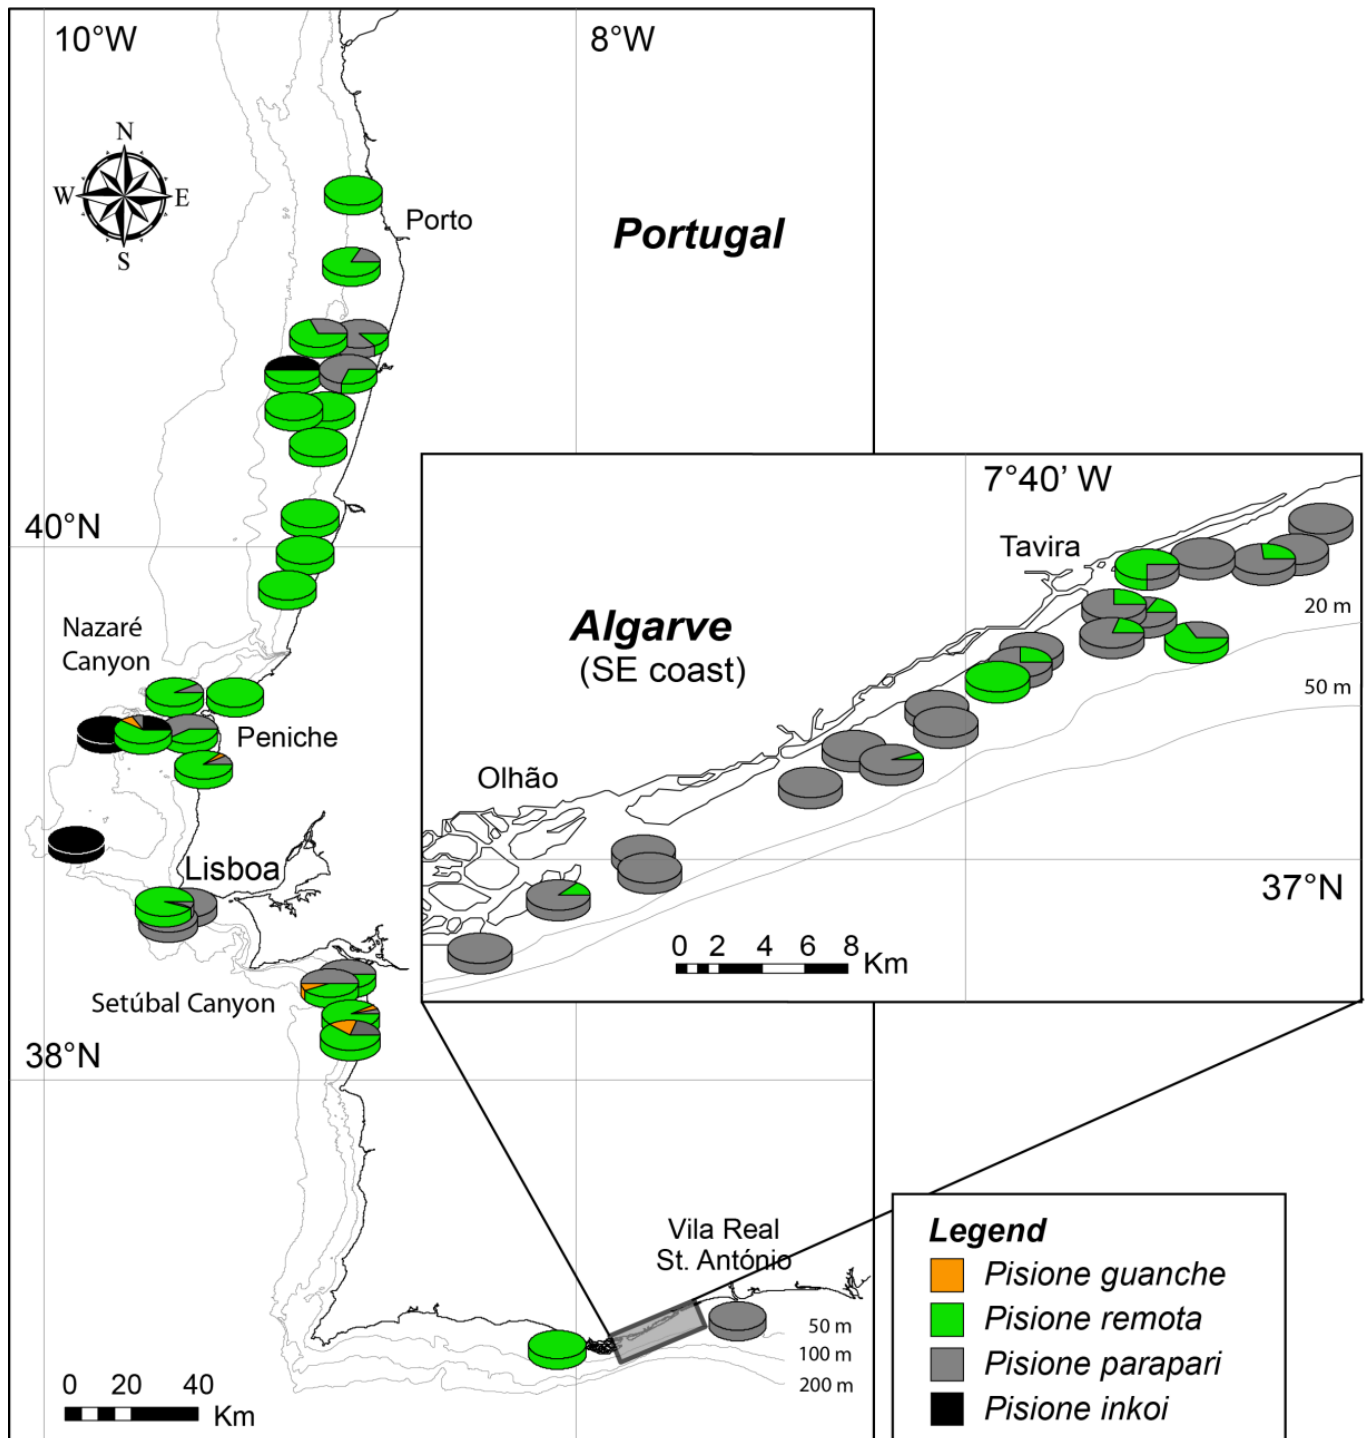 10°W
8°W
N
W
E
S
Porto
Portugal
40°N
7°40’ W
Tavira
20 m
Algarve
(SE coast)
50 m
Nazaré
Canyon
Peniche
Olhão
Lisboa
37°N
0 2 4 6 8
Km
Setúbal Canyon
38°N
Vila Real
St. António
50 m
100 m
200 m
0 20 40
Km
Legend
Pisione guanche
Pisione remota
Pisione parapari
Pisione inkoi